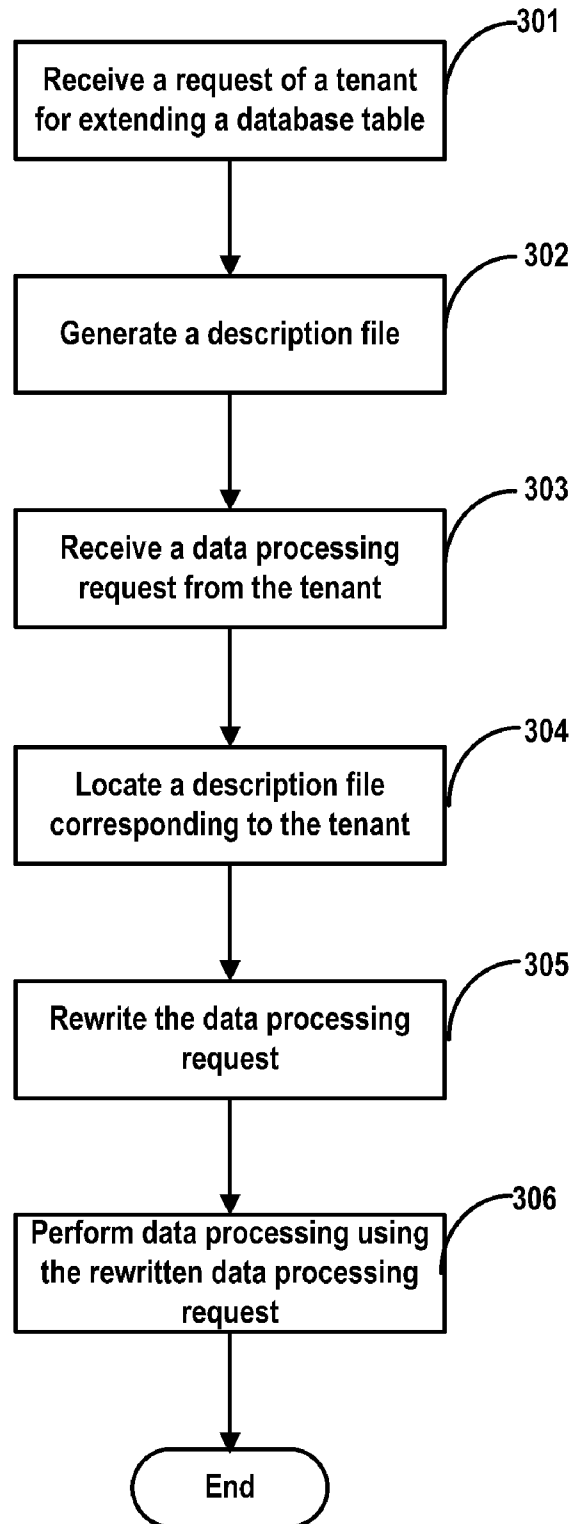 301
Receive a request of a tenant
for extending a database table
302
Generate a description file
303
Receive a data processing
request from the tenant
304
Locate a description file
corresponding to the tenant
305
Rewrite the data processing
request
306
Perform data processing using
the rewritten data processing
request
End